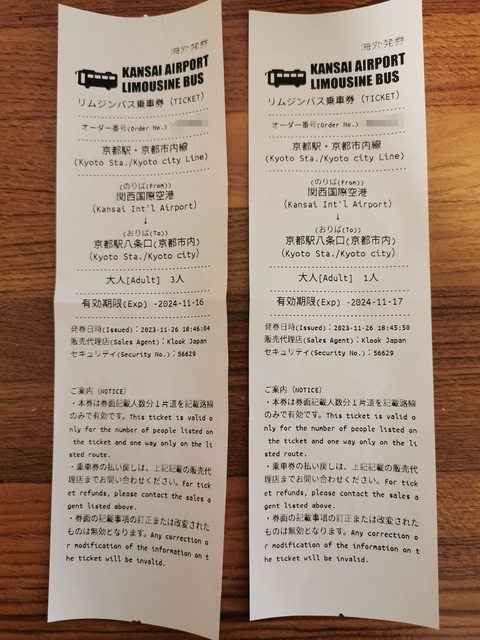 海外発券
KANSAI AIRPORT
LIMOUSINE BUS
リムジンバス乗車券 (TICKET)
オーダー番号(Order No.)
京都駅・京都市内線
(Kyoto Sta./Kyoto city Line)
(のりば(From))
関西国際空港
(Kansai Int'l Airport)
↓
(おりば(To))
京都駅八条口(京都市内)
(Kyoto Sta./Kyoto city)
大人[Adult] 3人
有効期限(Exp) -2024-11-16
発券日時(Issued)：2023-11-26 18:46:04
販売代理店(Sales Agent)：Klook Japan
セキュリティ(Security No.)：56629
ご案内 (NOTICE)
・本券は券面記載人数分１片道を記載路線
のみで有効です。This ticket is valid o
nly for the number of people listed on
the ticket and one way only on the li
sted route.
・乗車券の払い戻しは、上記記載の販売代
理店までお問い合わせください。For tick
et refunds, please contact the sales a
gent listed above.
・券面の記載事項の訂正または改変された
ものは無効となります。Any correction o
r modification of the information on t
he ticket will be invalid.
海外発券
KANSAI AIRPORT
LIMOUSINE BUS
リムジンバス乗車券 (TICKET)
オーダー番号(Order No.)
京都駅・京都市内線
(Kyoto Sta./Kyoto city Line)
(のりば(From))
関西国際空港
(Kansai Int'l Airport)
↓
(おりば(To))
京都駅八条口(京都市内)
(Kyoto Sta./Kyoto city)
大人[Adult] 1人
有効期限(Exp) -2024-11-17
発券日時(Issued)：2023-11-26 18:45:50
販売代理店(Sales Agent)：Klook Japan
セキュリティ(Security No.)：56629
ご案内 (NOTICE)
・本券は券面記載人数分１片道を記載路線
のみで有効です。This ticket is valid o
nly for the number of people listed on
the ticket and one way only on the li
sted route.
・乗車券の払い戻しは、上記記載の販売代
理店までお問い合わせください。For tick
et refunds, please contact the sales a
gent listed above.
・券面の記載事項の訂正または改変された
ものは無効となります。Any correction o
r modification of the information on t
he ticket will be invalid.